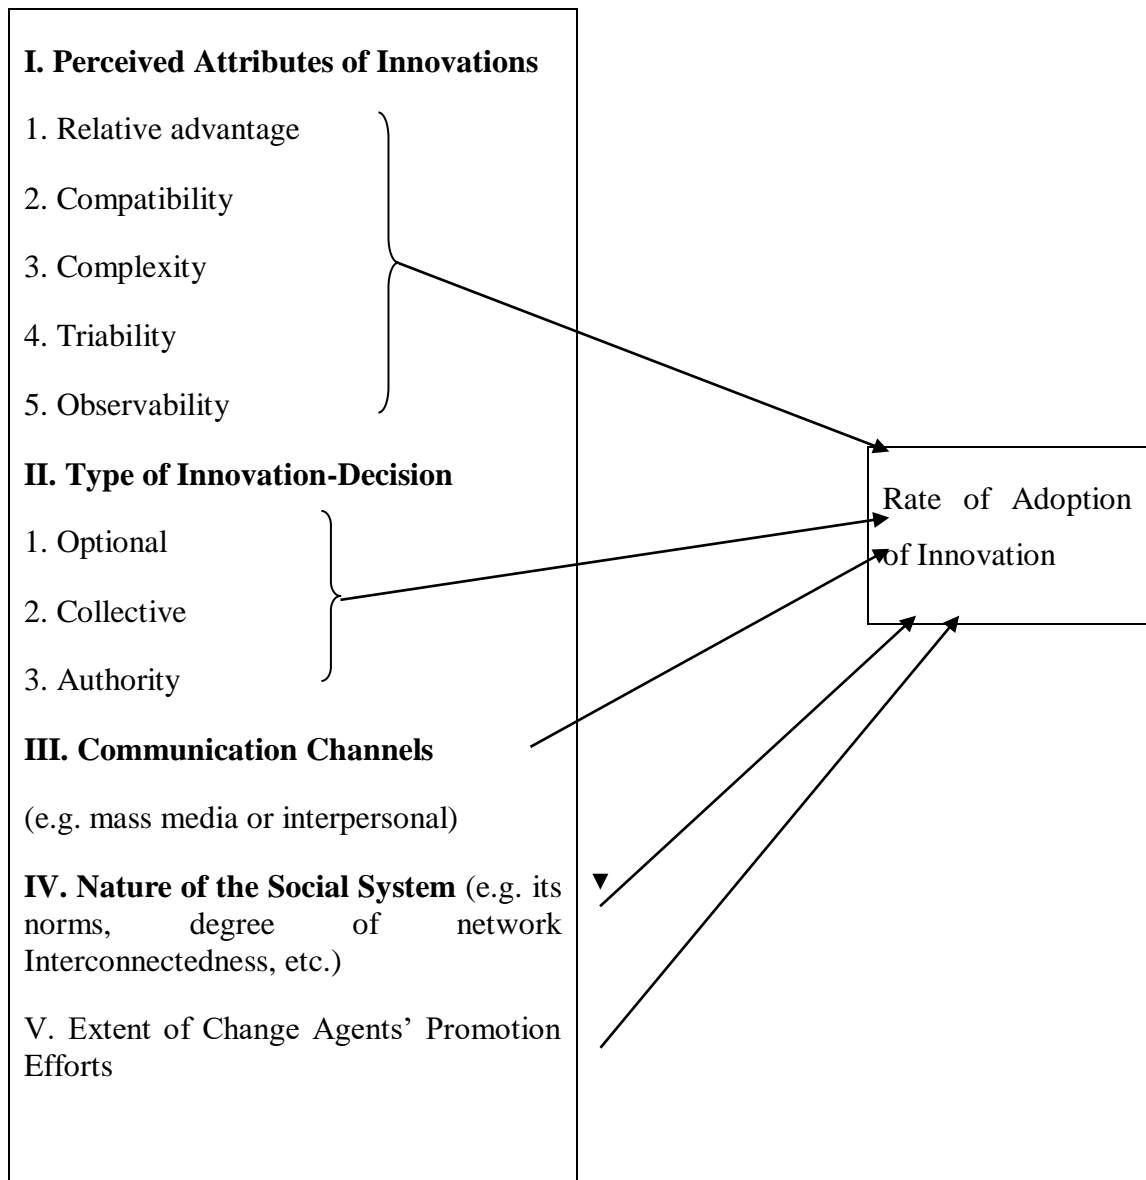 I. Perceived Attributes of Innovations
1. Relative advantage
2. Compatibility
3. Complexity
4. Triability
5. Observability
II. Type of Innovation-Decision
1. Optional
2. Collective
3. Authority
III. Communication Channels
(e.g. mass media or interpersonal)
IV. Nature of the Social System (e.g. its
norms, degree of network
Interconnectedness, etc.)
V. Extent of Change Agents’ Promotion
Efforts
Rate of Adoption
of Innovation